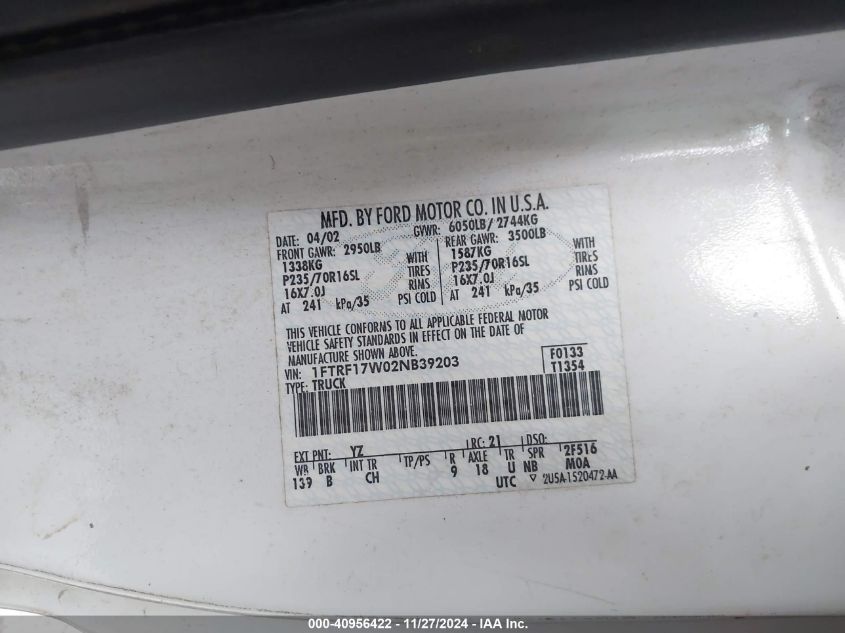 MFD. BY FORD MOTOR CO. IN U.S.A.
DATE: 04/02 GVWR: 6050LB/ 2744KG
FRONT GAWR: 2950LB REAR GAWR: 3500LB
1338KG WITH 1587KG WITH
P235/70R16SL TIRES P235/70R16SL TIRES
16X7.0J RIMS 16X7.0J RIMS
AT 241 kPa/35 PSI COLD AT 241 kPa/35 PSI COLD
THIS VEHICLE CONFORMS TO ALL APPLICABLE FEDERAL MOTOR
VEHICLE SAFETY STANDARDS IN EFFECT ON THE DATE OF
MANUFACTURE SHOWN ABOVE.
VIN: 1FTRF17W02NB39203 F0133
TYPE: TRUCK T1354
EXT PNT: YZ RC: 21 DSO:
WB BRK INT TR TP/PS R AXLE TR SPR 2F516
139 B CH 9 18 U NB MOA
UTC 2U5A-1520472-AA
000-40956422 - 11/27/2024 - IAA Inc.